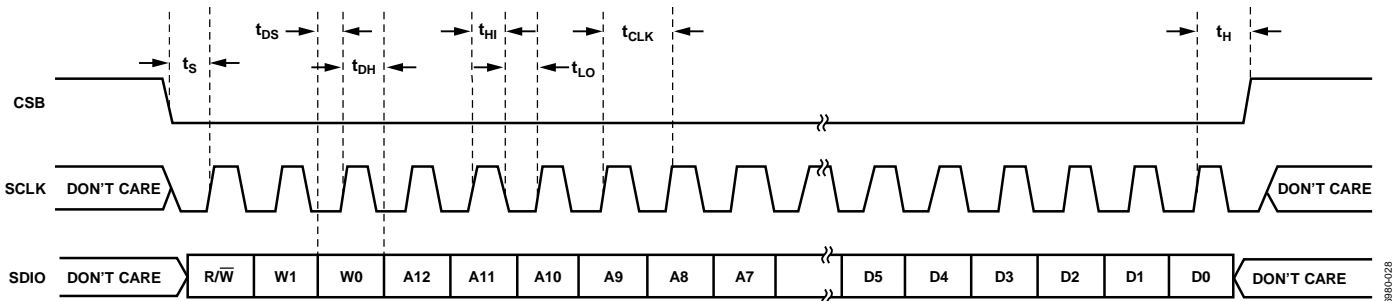 tDS
tHI
tCLK
tH
tS
tDH
tLO
CSB
SCLK DON'T CARE DON'T CARE
SDIO DON'T CARE R/W̅ W1 W0 A12 A11 A10 A9 A8 A7 D5 D4 D3 D2 D1 D0 DON'T CARE